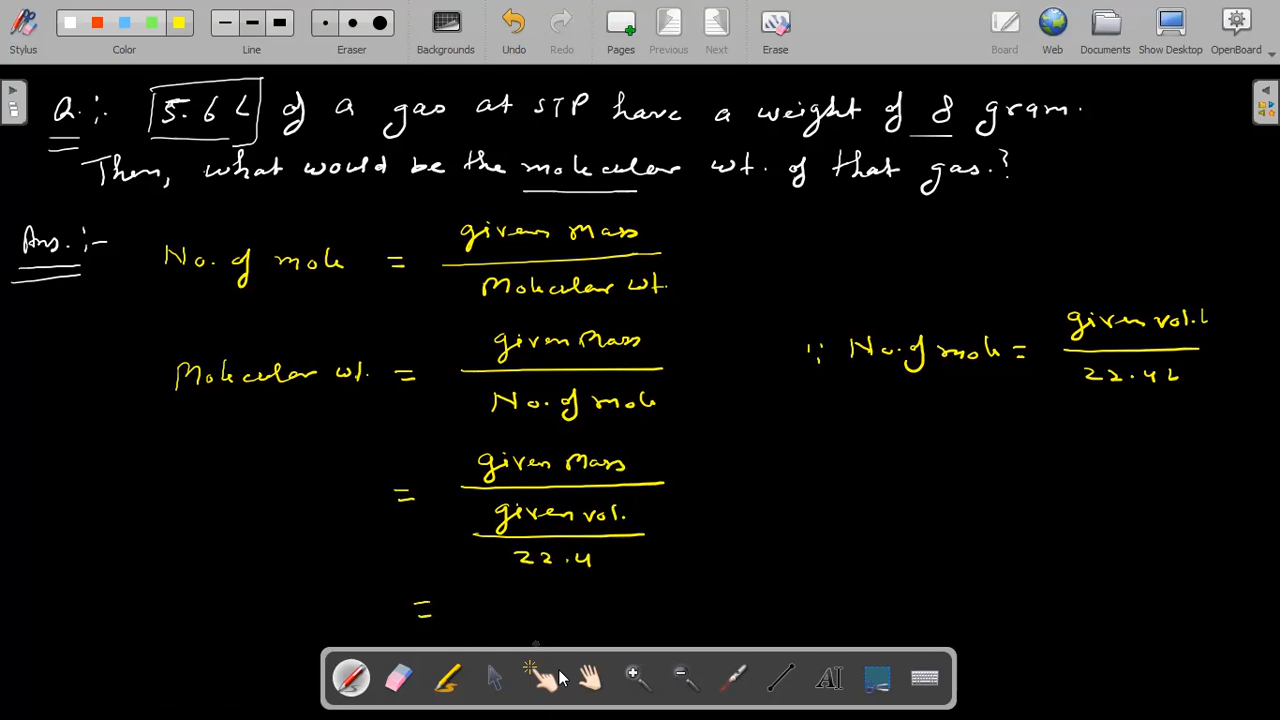 Stylus Color Line Eraser Backgrounds Undo Redo Pages Previous Next Erase Board Web Documents Show Desktop OpenBoard
Q.:- 5.6 L of a gas at STP have a weight of 8 gram.
Then, what would be the molecular wt. of that gas.?
Ans.:-
No. of mole = given Mass
Molecular wt.
Molecular wt. = given Mass
No. of mole
∵ No. of mole = given vol. L
22.4 L
= given Mass
given vol.
22.4
=